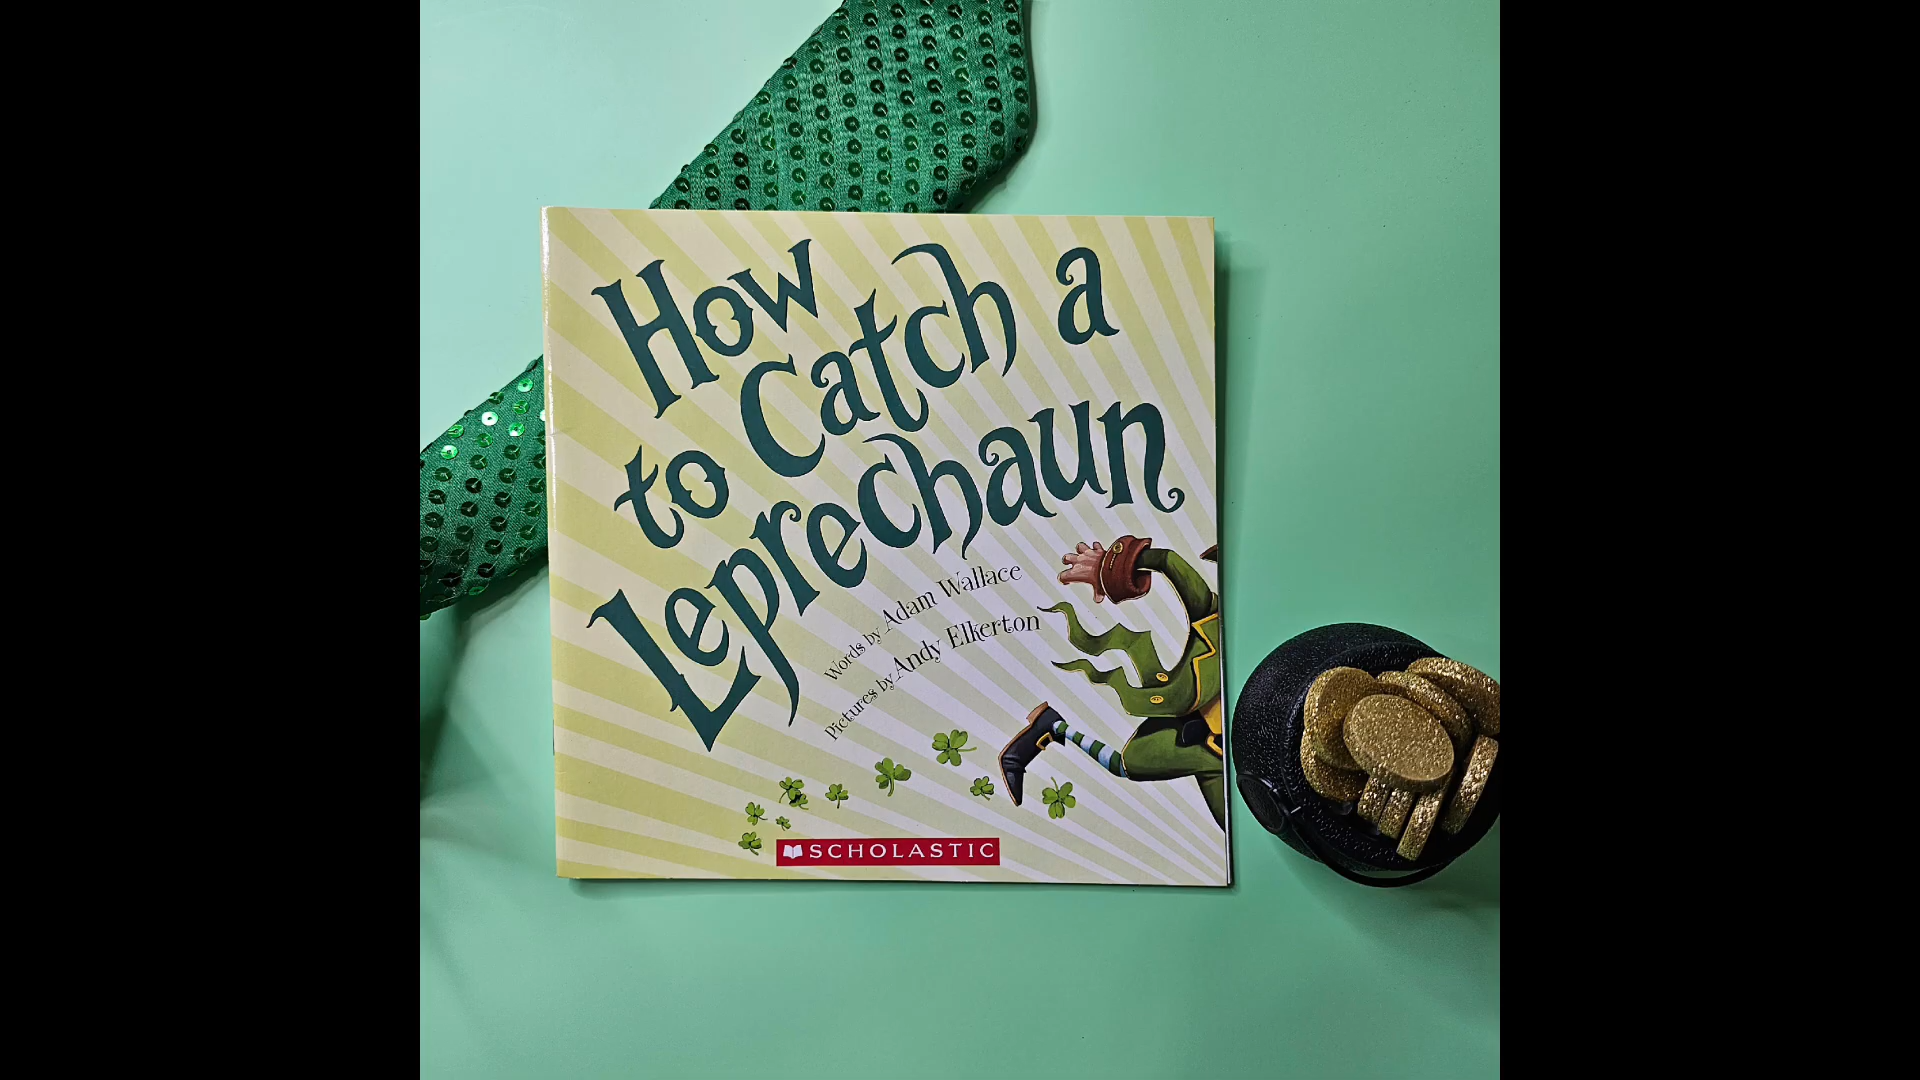 How
to Catch a
Leprechaun
Words by Adam Wallace
Pictures by Andy Elkerton
SCHOLASTIC